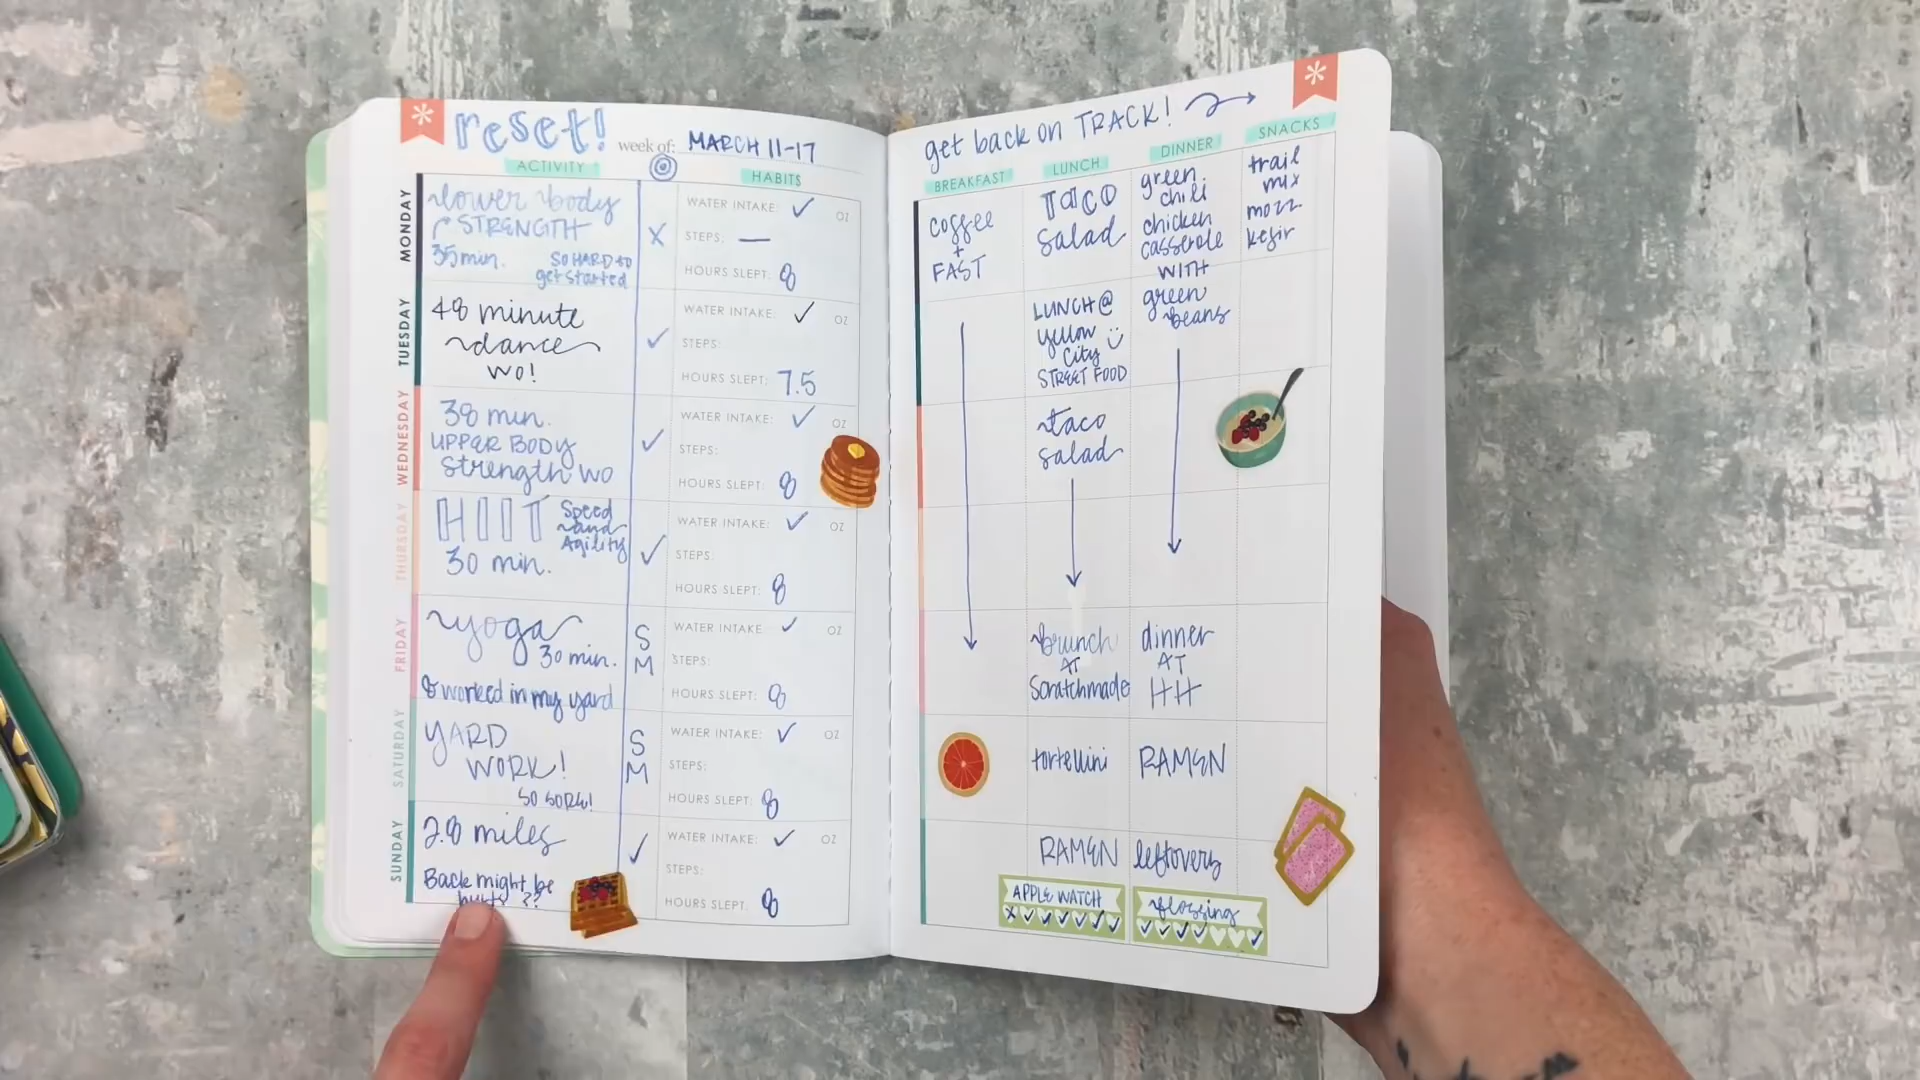 reset!
week of: MARCH 11-17
ACTIVITY
HABITS
MONDAY
lower body
STRENGTH
35 min.
SO HARD to
get started
X
WATER INTAKE: ✓ OZ
STEPS: —
HOURS SLEPT: 8
TUESDAY
48 minute
dance
WO!
✓
WATER INTAKE: ✓ OZ
STEPS:
HOURS SLEPT: 7.5
WEDNESDAY
38 min.
UPPER BODY
strength WO
✓
WATER INTAKE: ✓ OZ
STEPS:
HOURS SLEPT: 8
THURSDAY
HIIT Speed
and
Agility
30 min.
✓
WATER INTAKE: ✓ OZ
STEPS:
HOURS SLEPT: 8
FRIDAY
yoga
30 min.
& worked in my yard
S
M
WATER INTAKE: ✓ OZ
STEPS:
HOURS SLEPT: 8
SATURDAY
YARD
WORK!
SO SORE!
S
M
WATER INTAKE: ✓ OZ
STEPS:
HOURS SLEPT: 8
SUNDAY
2.8 miles
Back might be
✓
WATER INTAKE: ✓ OZ
STEPS:
HOURS SLEPT: 8
get back on TRACK!
BREAKFAST
LUNCH
DINNER
SNACKS
coffee
+
FAST
TACO
salad
green
chili
chicken
casserole
WITH
green
beans
trail
mix
mozz
kefir
LUNCH @
yellow
city
STREET FOOD
taco
salad
brunch
AT
Scratchmade
dinner
AT
HH
tortellini
RAMEN
RAMEN
leftovers
APPLE WATCH
X ✓ ✓ ✓ ✓ ✓ ✓
flossing
✓ ✓ ✓ ✓ ✓